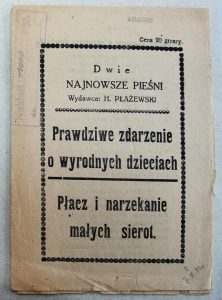 Cena 20 groszy.
Dwie
NAJNOWSZE PIEŚNI
Wydawca: H. PŁAŻEWSKI
Prawdziwe zdarzenie
o wyrodnych dzieciach
Płacz i narzekanie
małych sierot.